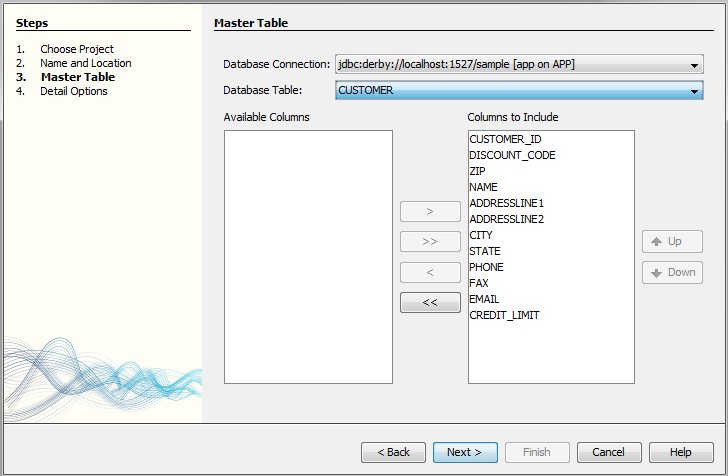 Steps
1. Choose Project
2. Name and Location
3. Master Table
4. Detail Options
Master Table
Database Connection: jdbc:derby://localhost:1527/sample [app on APP]
Database Table: CUSTOMER
Available Columns
Columns to Include
CUSTOMER_ID
DISCOUNT_CODE
ZIP
NAME
ADDRESSLINE1
ADDRESSLINE2
CITY
STATE
PHONE
FAX
EMAIL
CREDIT_LIMIT
>
>>
<
<<
Up
Down
< Back Next > Finish Cancel Help